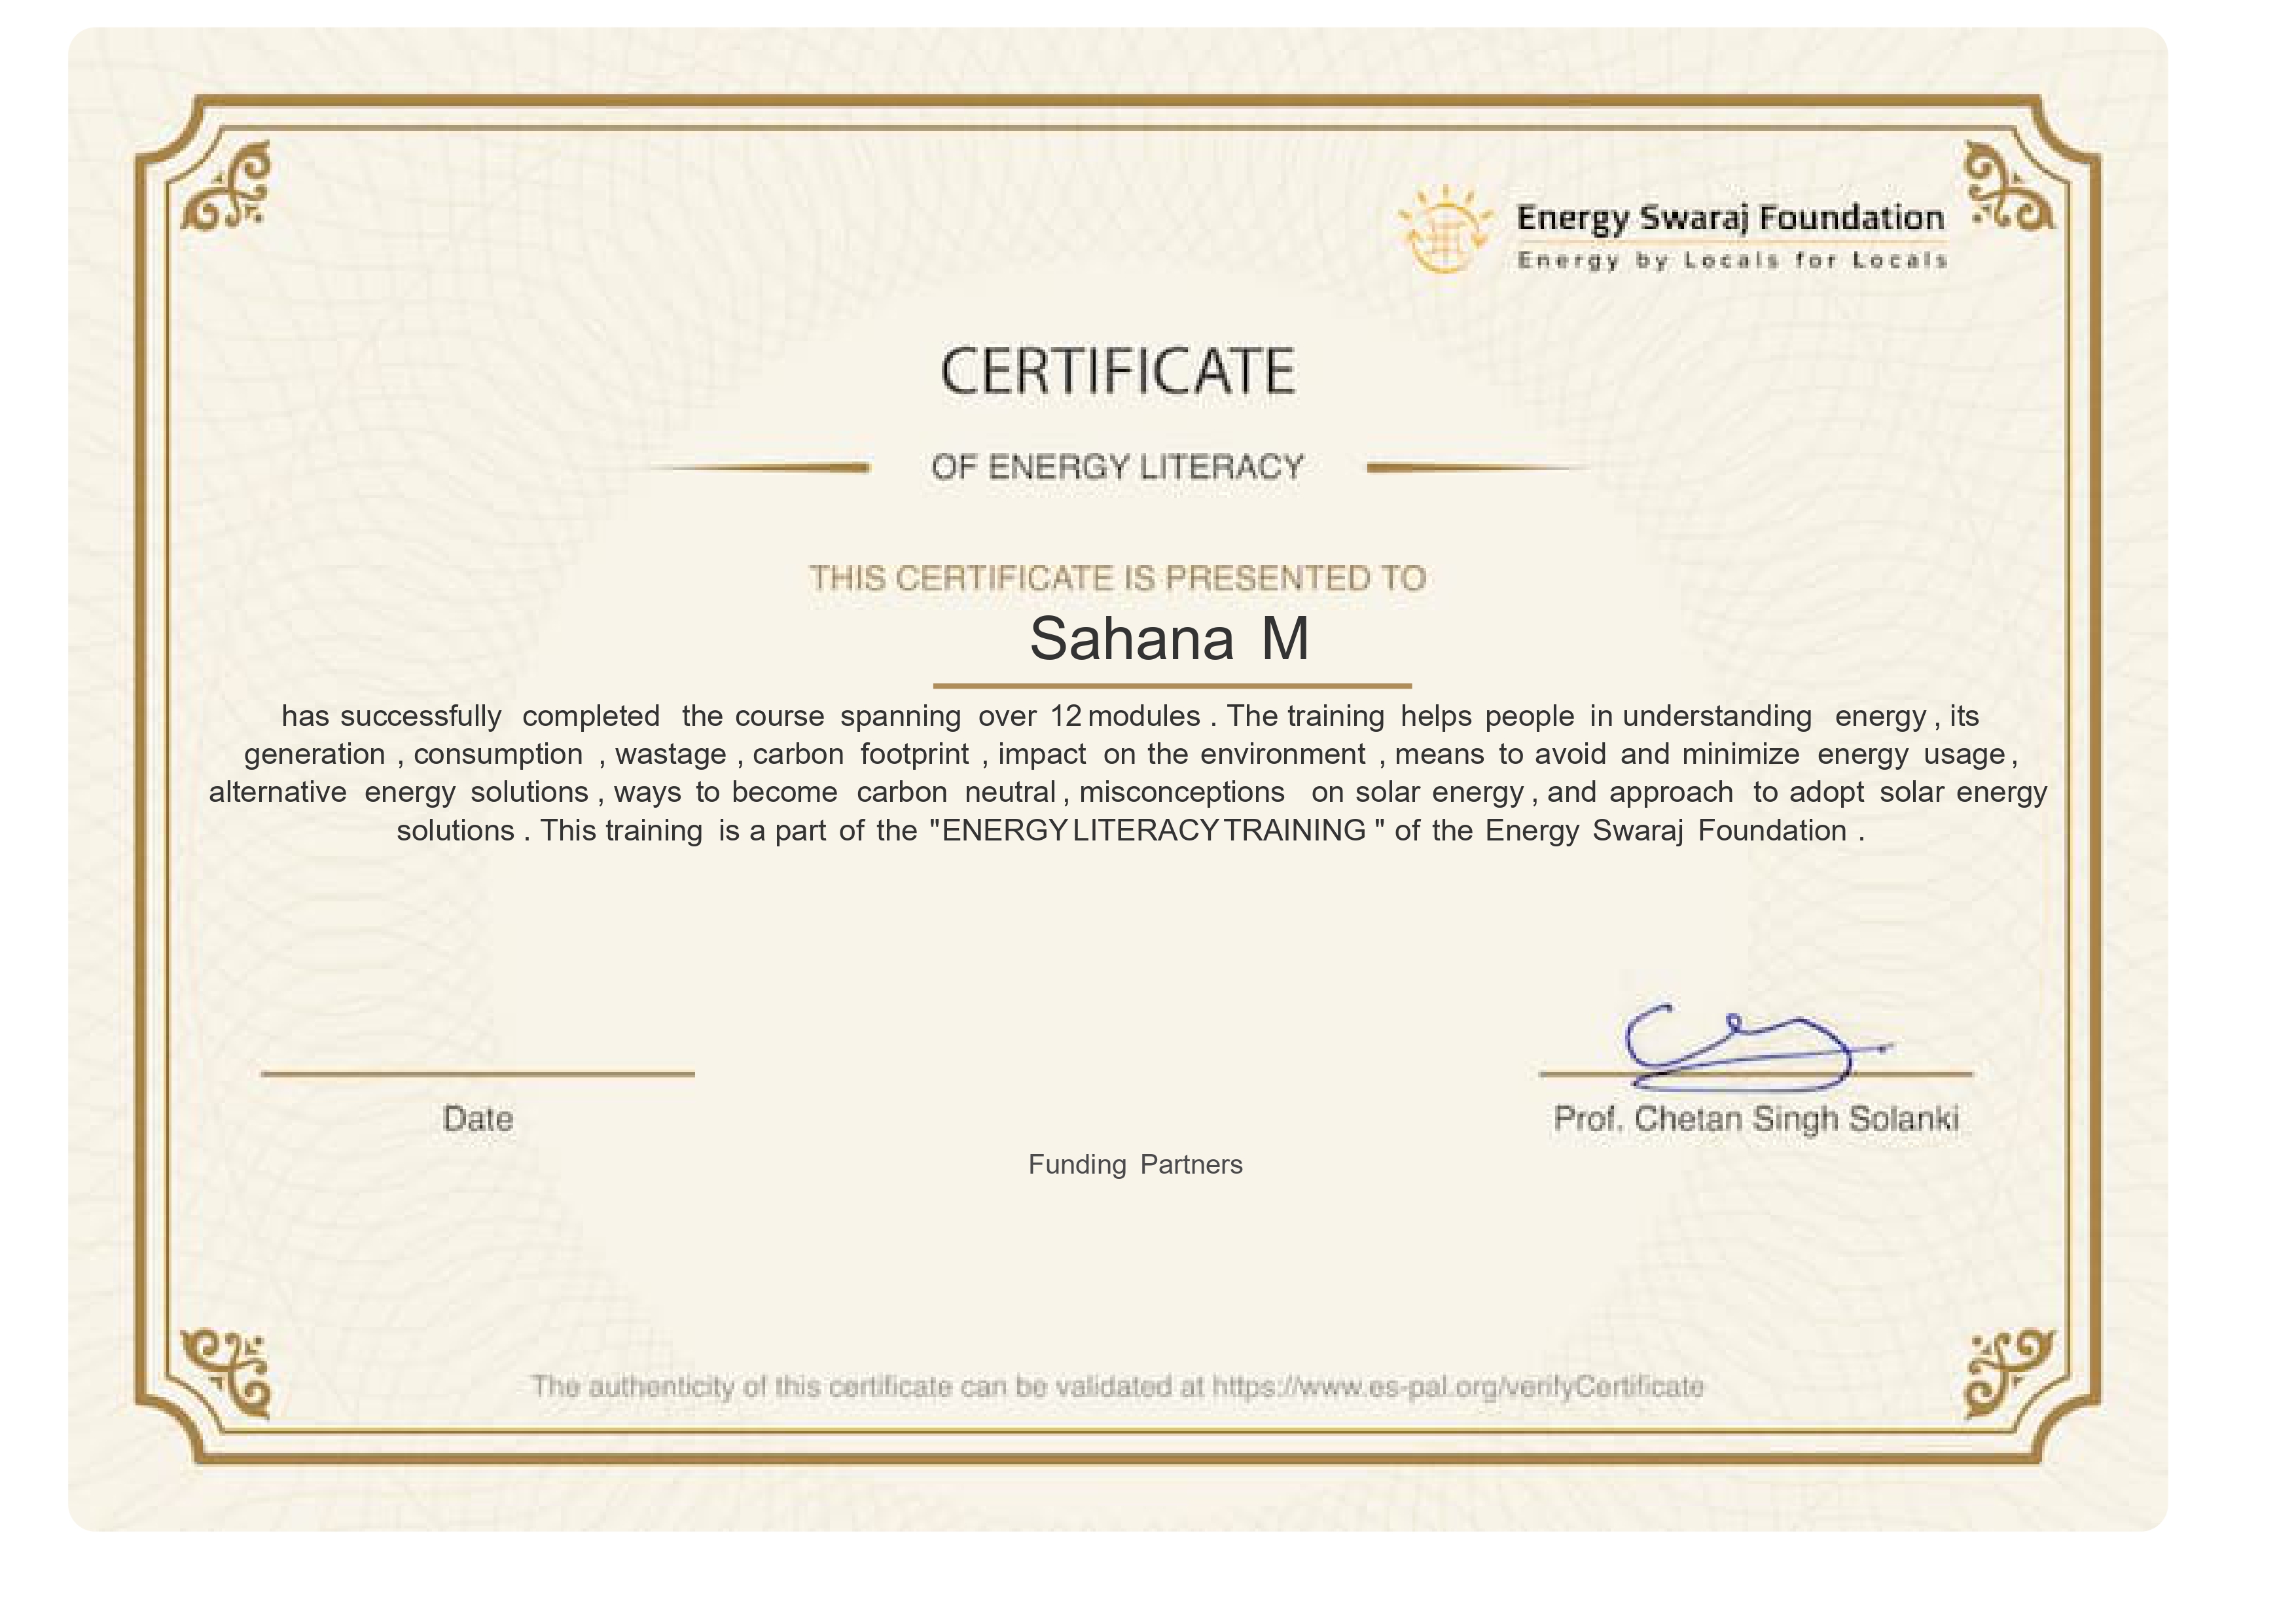 Energy Swaraj Foundation
Energy by Locals for Locals
CERTIFICATE
OF ENERGY LITERACY
THIS CERTIFICATE IS PRESENTED TO
Sahana M
has successfully completed the course spanning over 12 modules . The training helps people in understanding energy , its
generation , consumption , wastage , carbon footprint , impact on the environment , means to avoid and minimize energy usage ,
alternative energy solutions , ways to become carbon neutral , misconceptions on solar energy , and approach to adopt solar energy
solutions . This training is a part of the "ENERGY LITERACY TRAINING " of the Energy Swaraj Foundation .
Date
Prof. Chetan Singh Solanki
Funding Partners
The authenticity of this certificate can be validated at https://www.es-pal.org/verifyCertificate